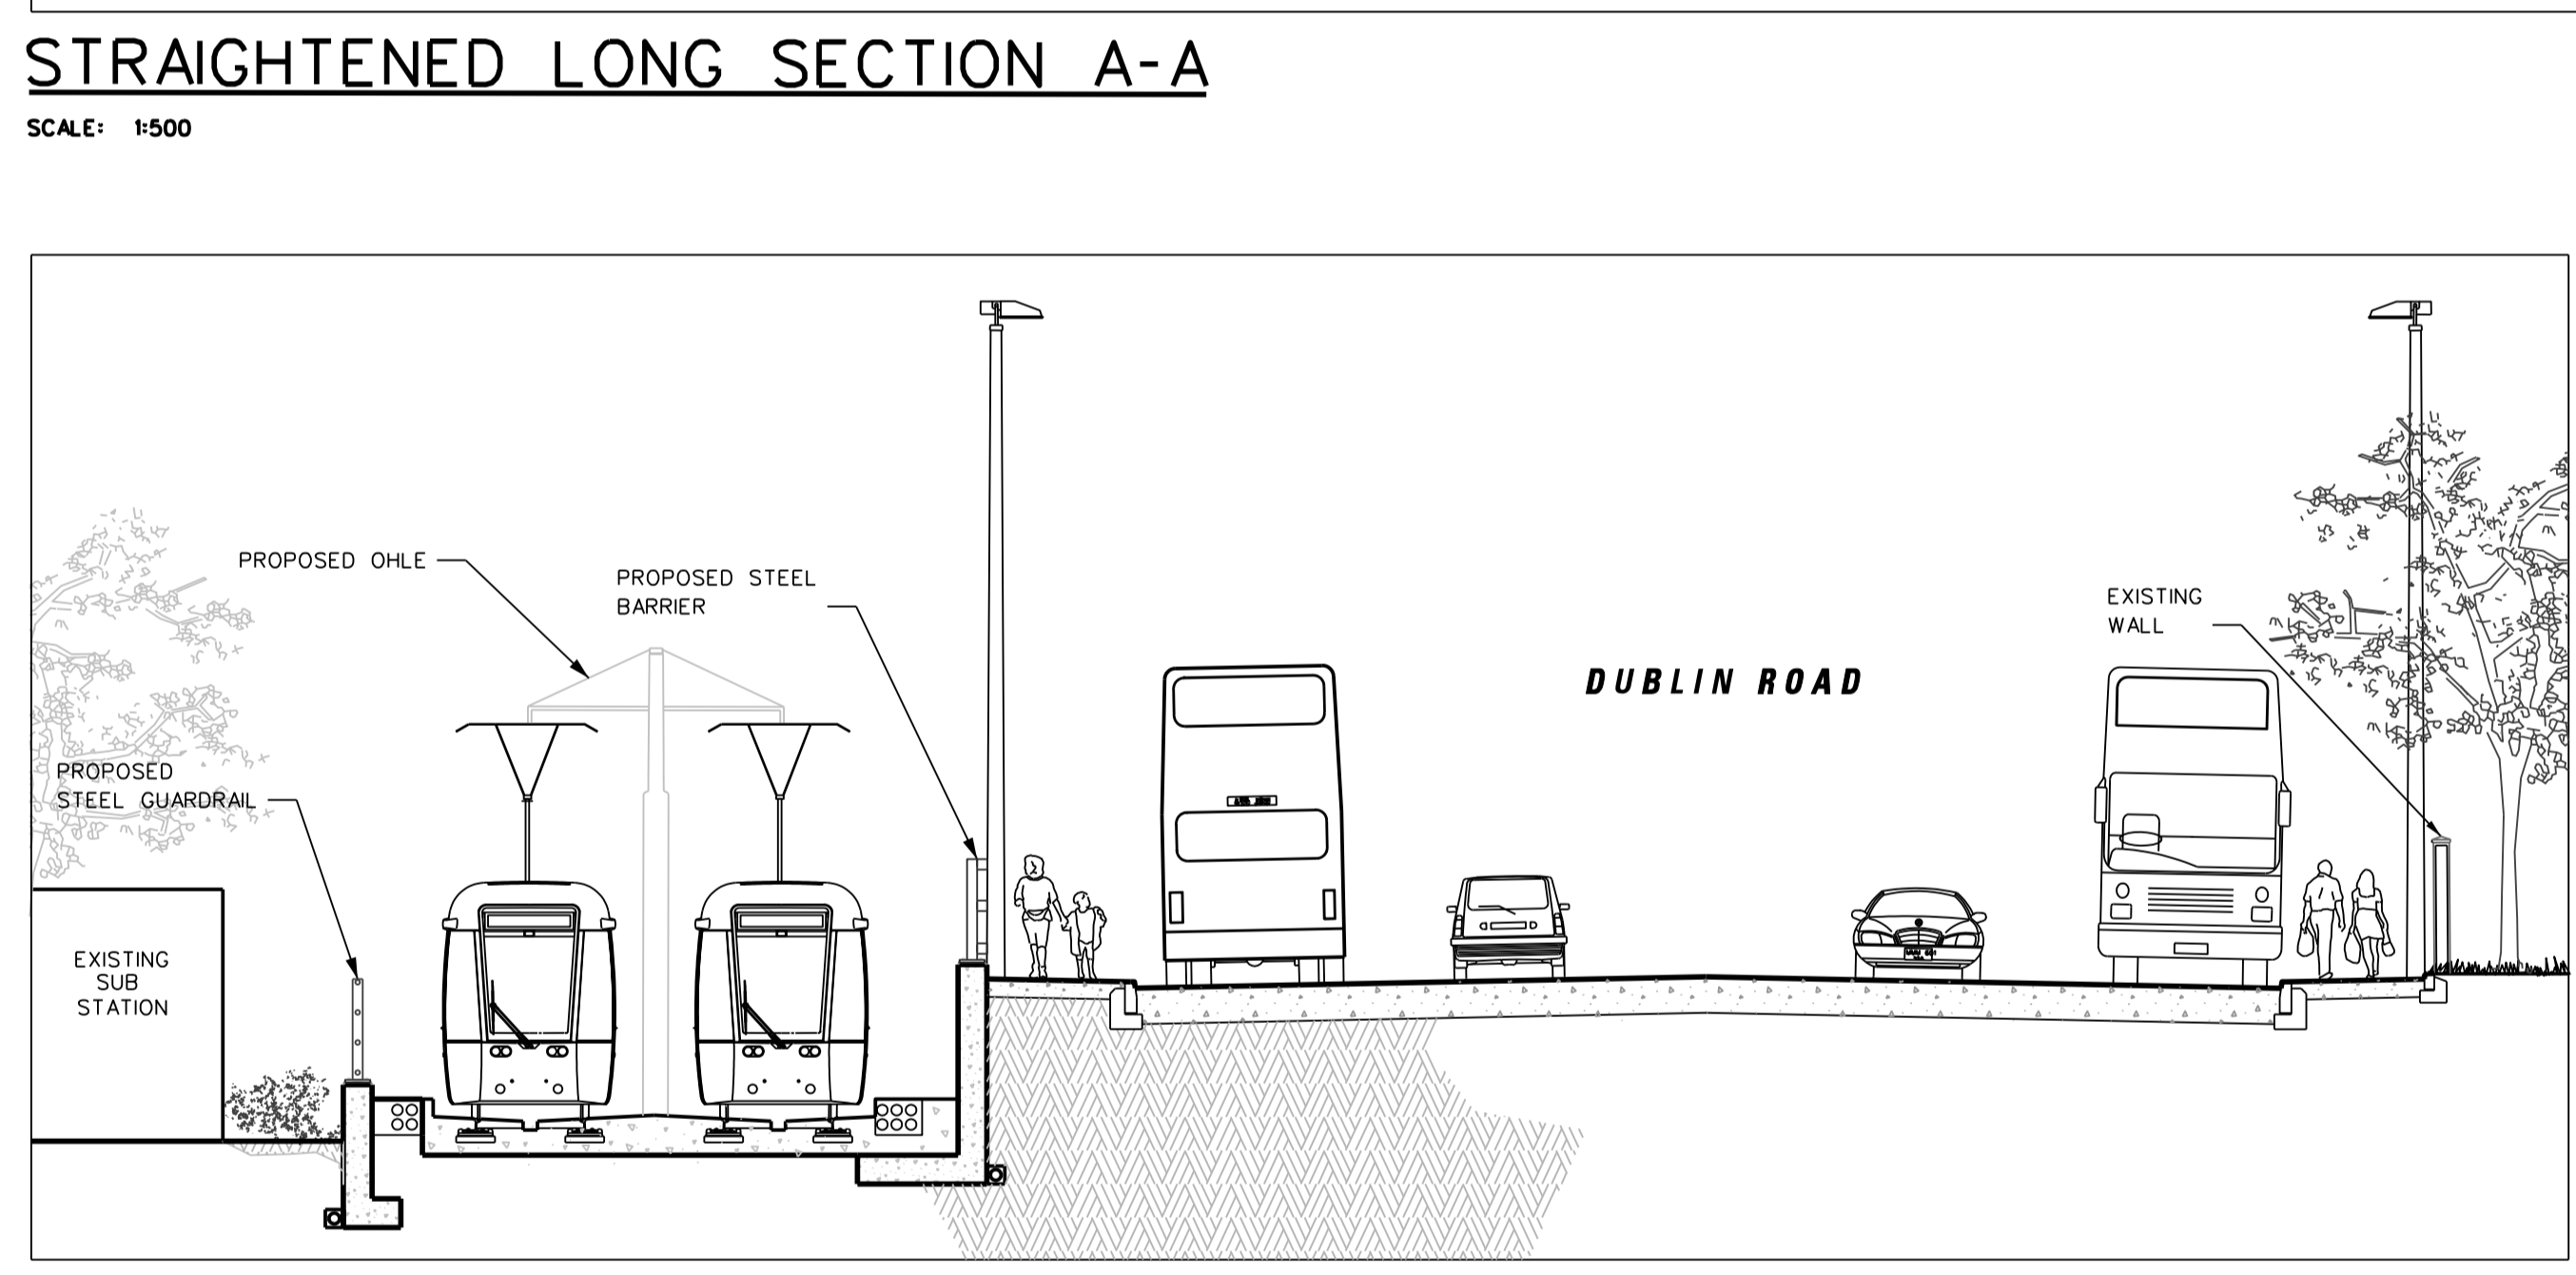 STRAIGHTENED LONG SECTION A-A
SCALE: 1:500
PROPOSED OHLE
PROPOSED STEEL
BARRIER
EXISTING
WALL
DUBLIN ROAD
PROPOSED
STEEL GUARDRAIL
EXISTING
SUB
STATION